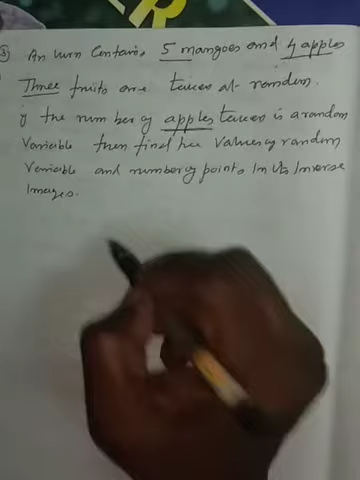 ③ An urn Contains 5 mangoes and 4 apples
Three fruits are taken at random.
if the number of apples taken is a random
Variable then find the values of random
Variable and number of points In its Inverse
Images.